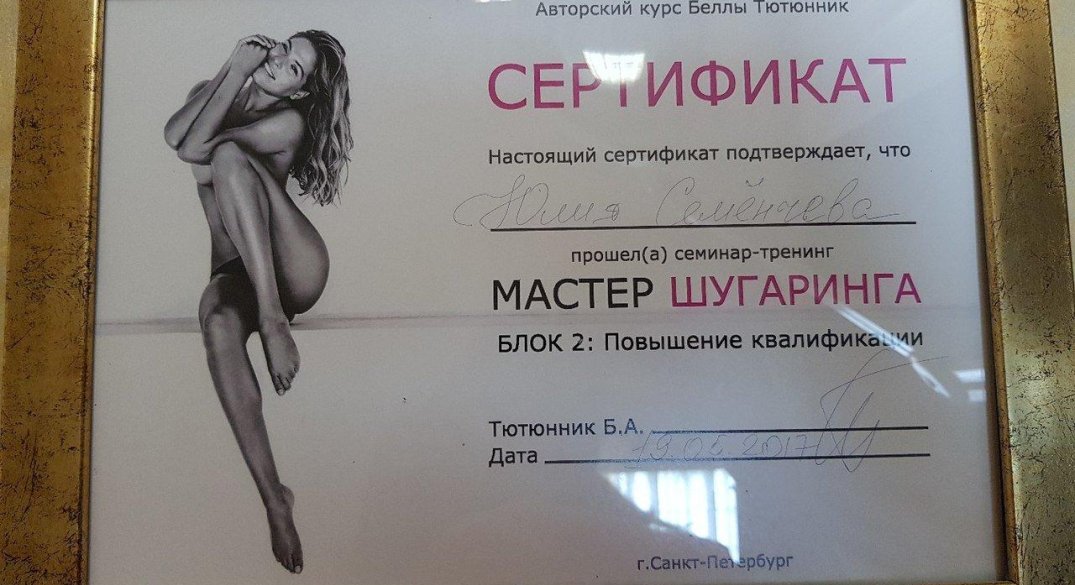 Авторский курс Беллы Тютюнник
СЕРТИФИКАТ
Настоящий сертификат подтверждает, что
Юлия Семёнчева
прошел(а) семинар-тренинг
МАСТЕР ШУГАРИНГА
БЛОК 2: Повышение квалификации
Тютюнник Б.А.
Дата 19.05.2017
г.Санкт-Петербург